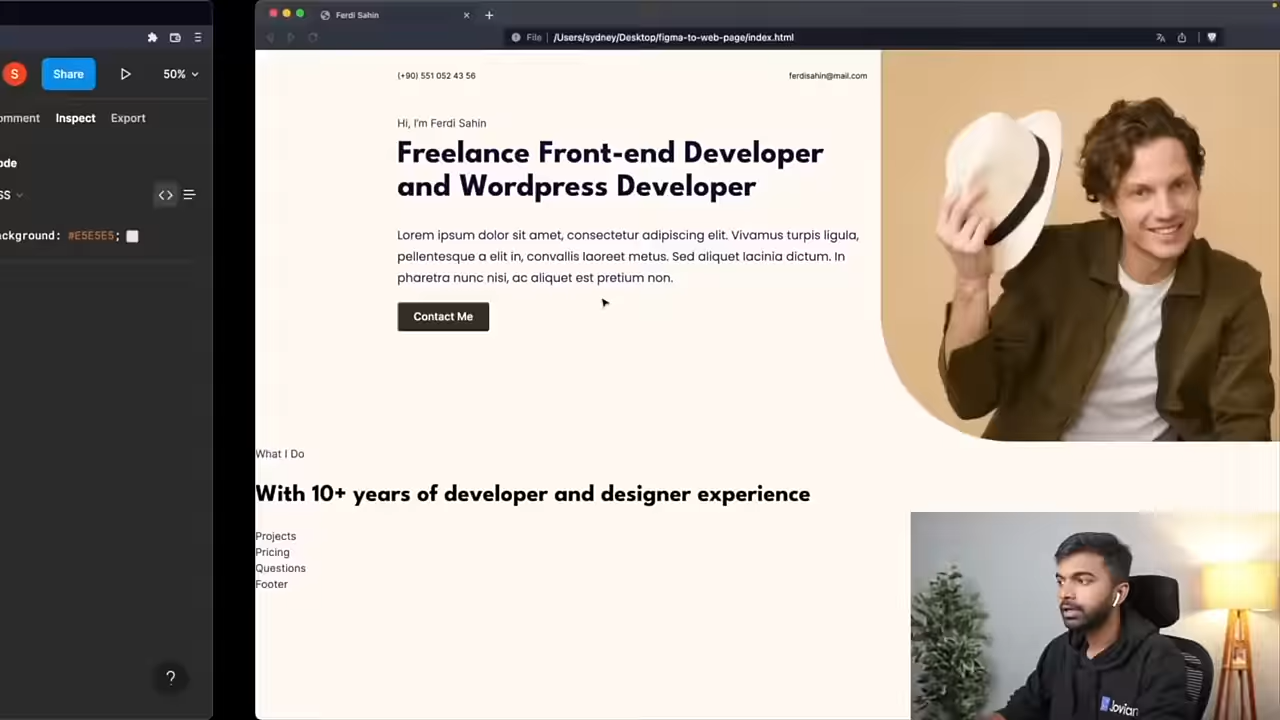 Ferdi Sahin
File
/Users/sydney/Desktop/figma-to-web-page/index.html
S
Share
50%
omment
Inspect
Export
ode
SS
ckground: #E5E5E5;
?
(+90) 551 052 43 56
ferdisahin@mail.com
Hi, I'm Ferdi Sahin
Freelance Front-end Developer
and Wordpress Developer
Lorem ipsum dolor sit amet, consectetur adipiscing elit. Vivamus turpis ligula,
pellentesque a elit in, convallis laoreet metus. Sed aliquet lacinia dictum. In
pharetra nunc nisi, ac aliquet est pretium non.
Contact Me
What I Do
With 10+ years of developer and designer experience
Projects
Pricing
Questions
Footer
Jovian